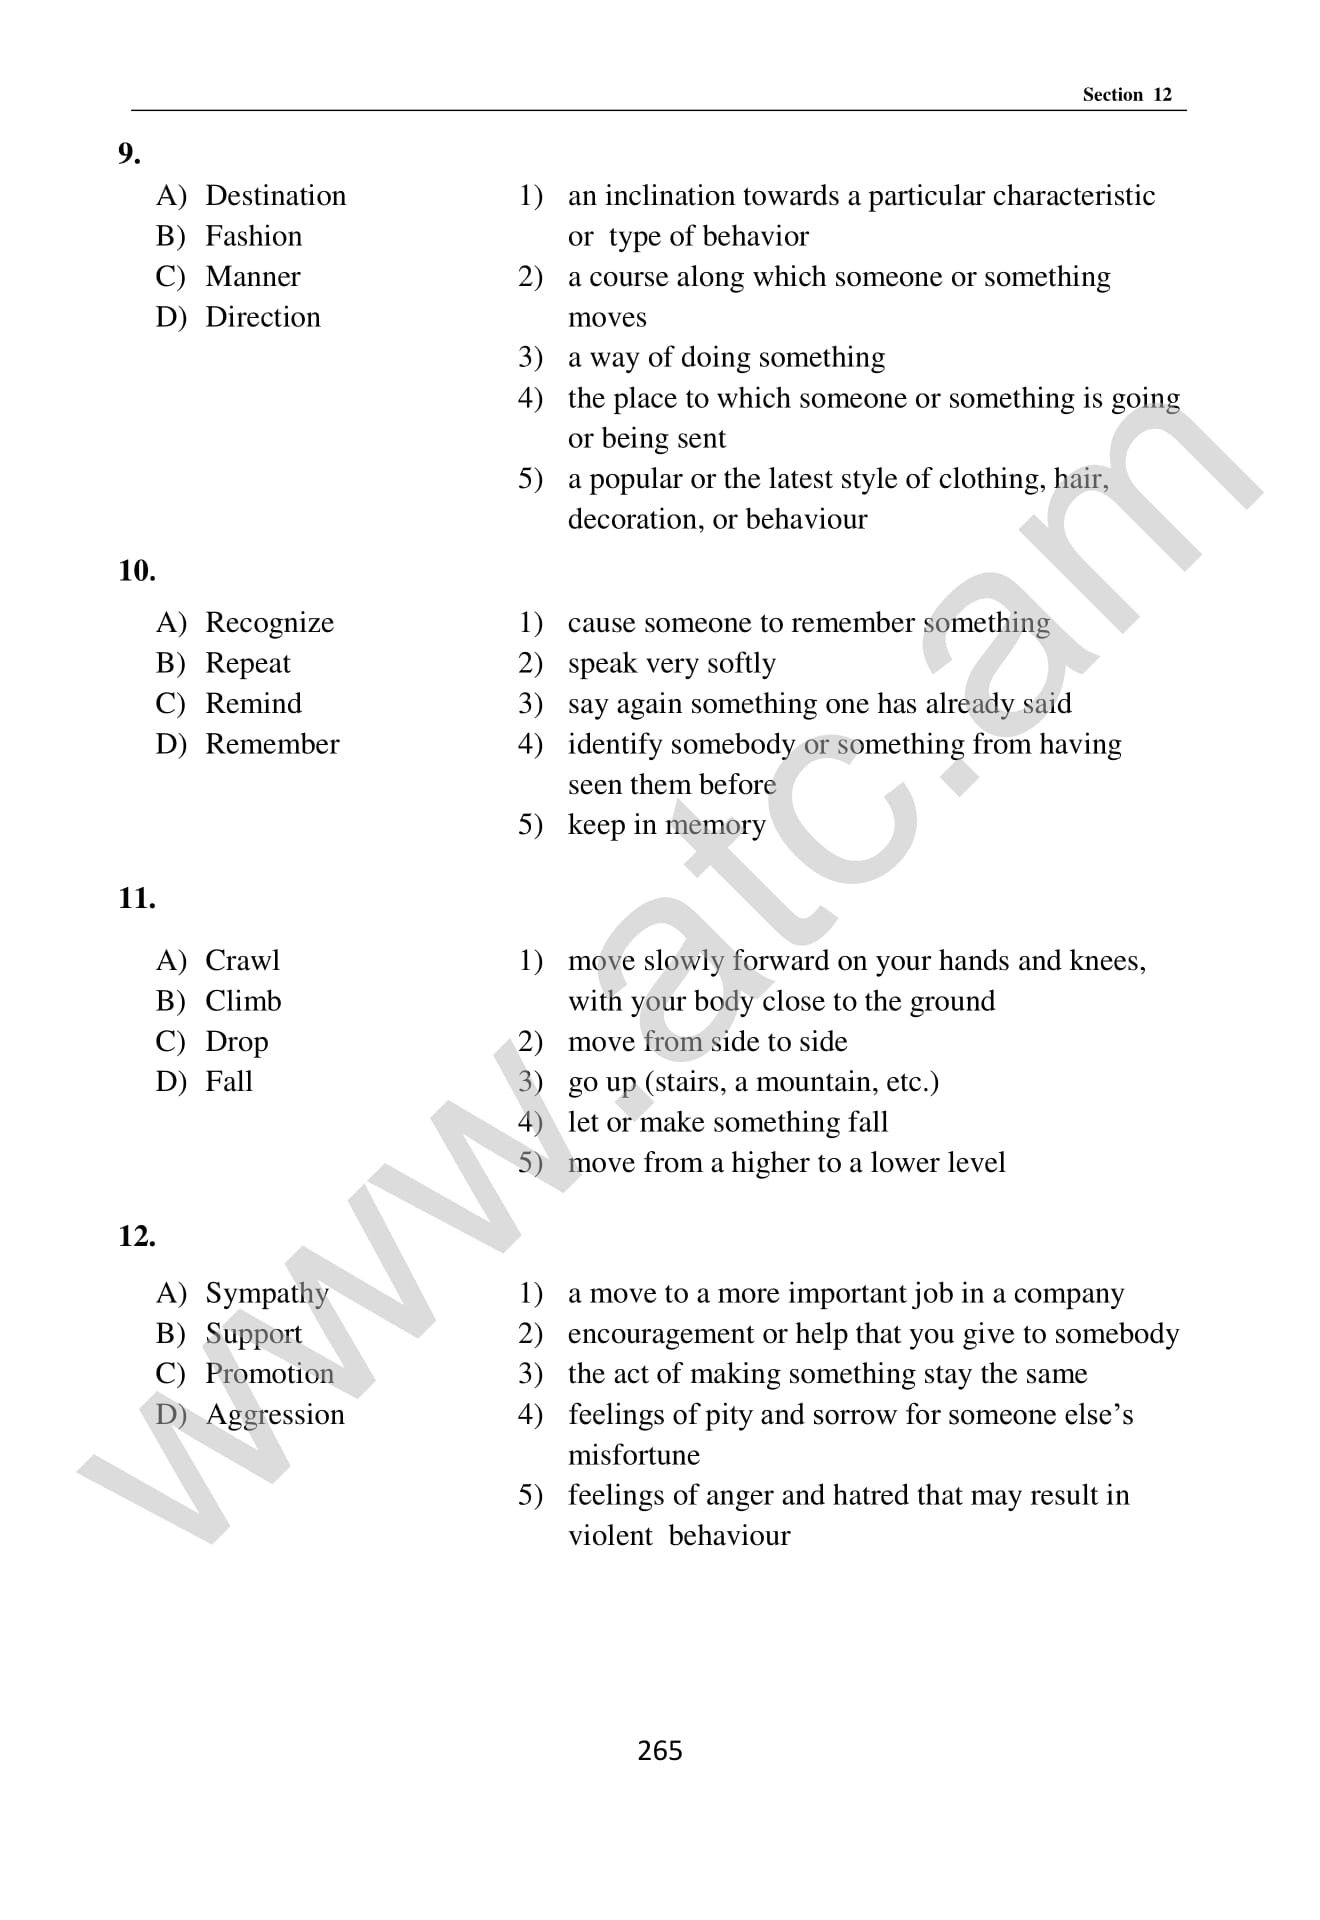 Section 12
9.
A) Destination 1) an inclination towards a particular characteristic
B) Fashion or type of behavior
C) Manner 2) a course along which someone or something
D) Direction moves
3) a way of doing something
4) the place to which someone or something is going
or being sent
5) a popular or the latest style of clothing, hair,
decoration, or behaviour
10.
A) Recognize 1) cause someone to remember something
B) Repeat 2) speak very softly
C) Remind 3) say again something one has already said
D) Remember 4) identify somebody or something from having
seen them before
5) keep in memory
11.
A) Crawl 1) move slowly forward on your hands and knees,
B) Climb with your body close to the ground
C) Drop 2) move from side to side
D) Fall 3) go up (stairs, a mountain, etc.)
4) let or make something fall
5) move from a higher to a lower level
12.
A) Sympathy 1) a move to a more important job in a company
B) Support 2) encouragement or help that you give to somebody
C) Promotion 3) the act of making something stay the same
D) Aggression 4) feelings of pity and sorrow for someone else’s
misfortune
5) feelings of anger and hatred that may result in
violent behaviour
265
www.atc.am